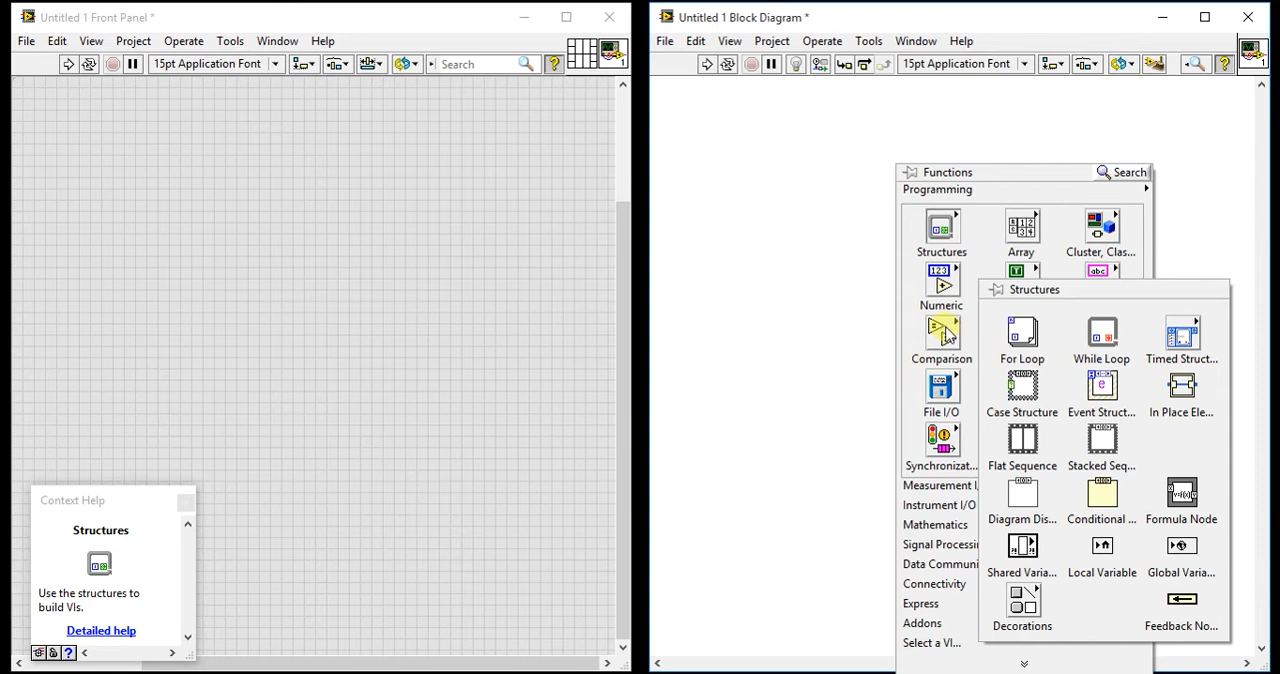 Untitled 1 Front Panel *
File Edit View Project Operate Tools Window Help
15pt Application Font
Search
1
Context Help
Structures
Use the structures to
build VIs.
Detailed help
Untitled 1 Block Diagram *
File Edit View Project Operate Tools Window Help
15pt Application Font
1
Functions Search
Programming
Structures Array Cluster, Clas...
Numeric
Comparison
File I/O
Synchronizat...
Measurement I
Instrument I/O
Mathematics
Signal Processi
Data Communi
Connectivity
Express
Addons
Select a VI...
Structures
For Loop While Loop Timed Struct...
Case Structure Event Struct... In Place Ele...
Flat Sequence Stacked Seq...
Diagram Dis... Conditional ... Formula Node
Shared Varia... Local Variable Global Varia...
Decorations Feedback No...